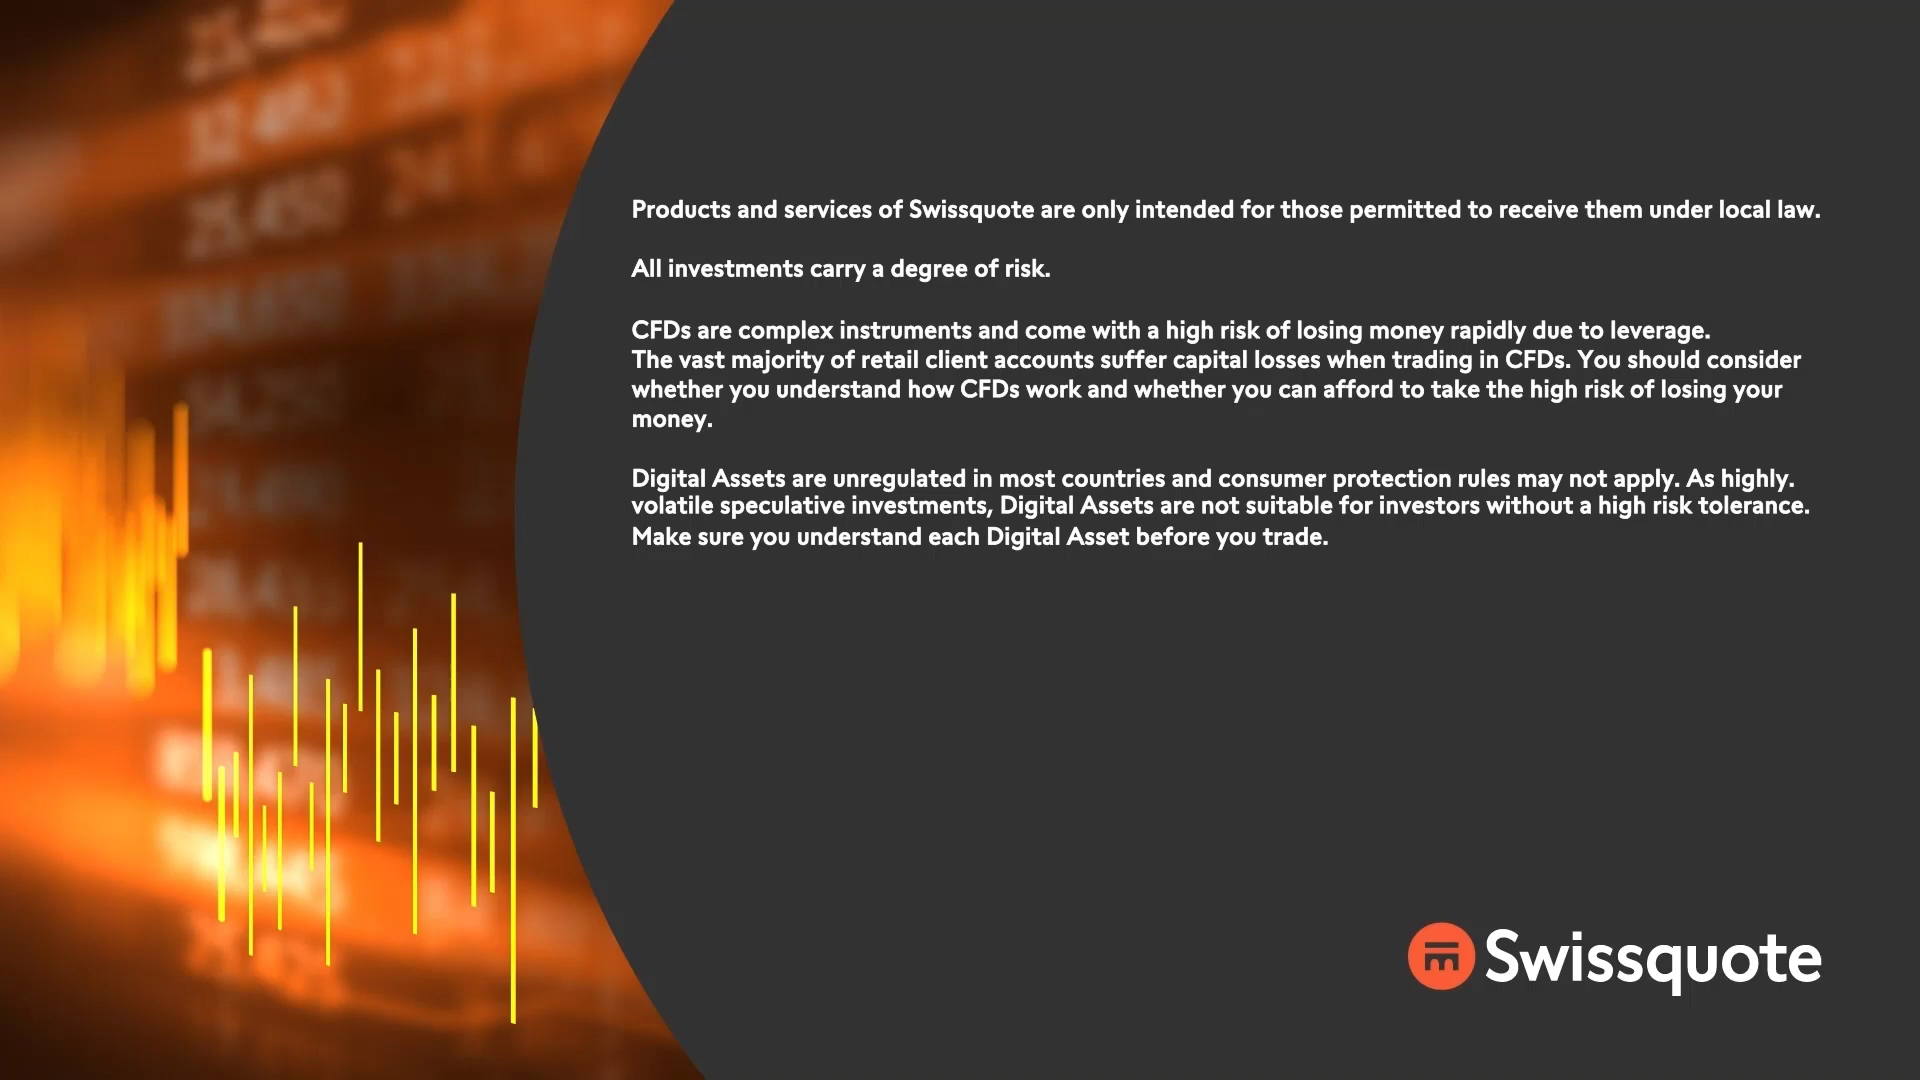 Products and services of Swissquote are only intended for those permitted to receive them under local law.
All investments carry a degree of risk.
CFDs are complex instruments and come with a high risk of losing money rapidly due to leverage.
The vast majority of retail client accounts suffer capital losses when trading in CFDs. You should consider
whether you understand how CFDs work and whether you can afford to take the high risk of losing your
money.
Digital Assets are unregulated in most countries and consumer protection rules may not apply. As highly.
volatile speculative investments, Digital Assets are not suitable for investors without a high risk tolerance.
Make sure you understand each Digital Asset before you trade.
Swissquote